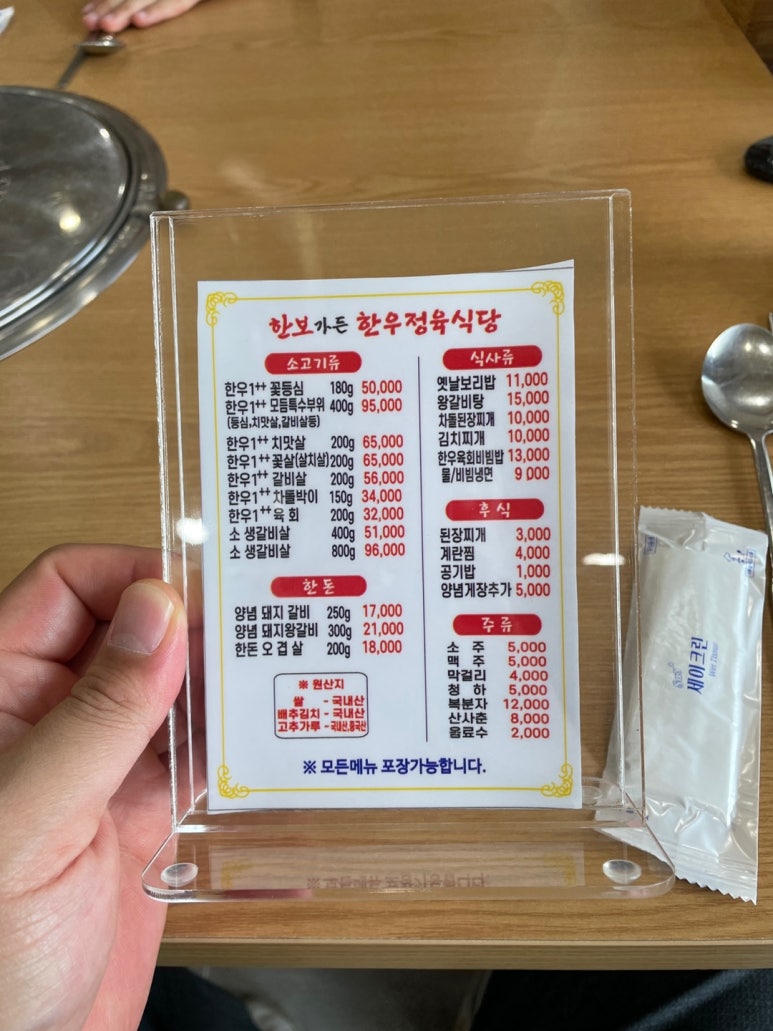 한보가든 한우정육식당
소고기류
한우1++ 꽃등심 180g 50,000
한우1++ 모듬특수부위 400g 95,000
(등심,치맛살,갈비살등)
한우1++ 치맛살 200g 65,000
한우1++ 꽃살(살치살) 200g 65,000
한우1++ 갈비살 200g 56,000
한우1++ 차돌박이 150g 34,000
한우1++ 육 회 200g 32,000
소 생갈비살 400g 51,000
소 생갈비살 800g 96,000
한 돈
양념 돼지 갈비 250g 17,000
양념 돼지왕갈비 300g 21,000
한돈 오 겹 살 200g 18,000
※ 원산지
쌀 - 국내산
배추김치 - 국내산
고추가루 - 국내산,중국산
식사류
옛날보리밥 11,000
왕갈비탕 15,000
차돌된장찌개 10,000
김치찌개 10,000
한우육회비빔밥 13,000
물/비빔냉면 9 000
후 식
된장찌개 3,000
계란찜 4,000
공기밥 1,000
양념게장추가 5,000
주 류
소 주 5,000
맥 주 5,000
막걸리 4,000
청 하 5,000
복분자 12,000
산사춘 8,000
음료수 2,000
※ 모든메뉴 포장가능합니다.
세이크린
Wet Tissue